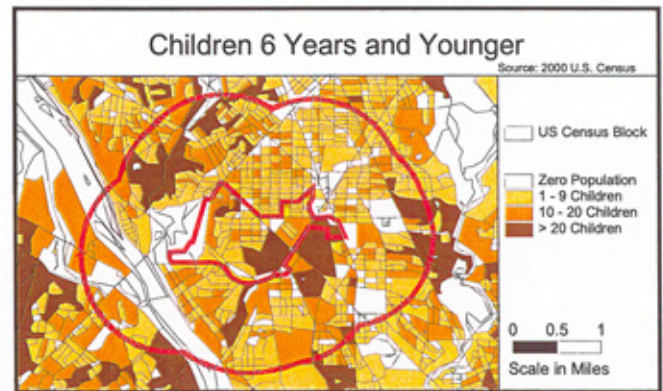 Children 6 Years and Younger
Source: 2000 U.S. Census
US Census Block
Zero Population
1 - 9 Children
10 - 20 Children
> 20 Children
0 0.5 1
Scale in Miles